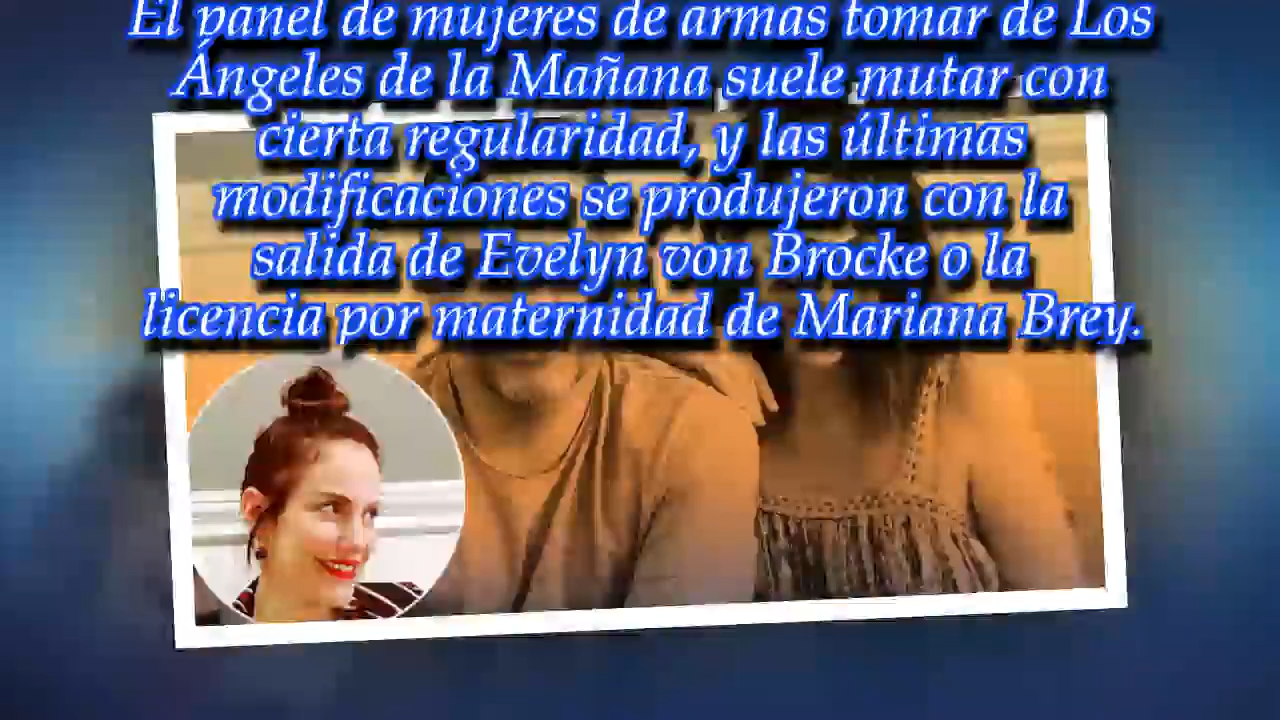 El panel de mujeres de armas tomar de Los
Ángeles de la Mañana suele mutar con
cierta regularidad, y las últimas
modificaciones se produjeron con la
salida de Evelyn von Brocke o la
licencia por maternidad de Mariana Brey.